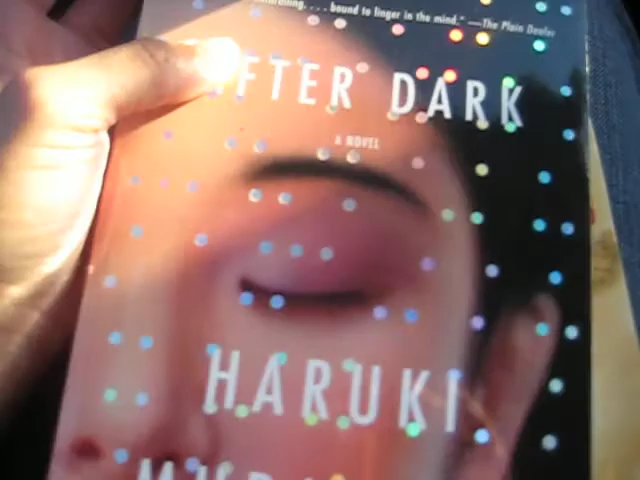 bound to linger in the mind." —The Plain Dealer
AFTER DARK
A NOVEL
HARUKI